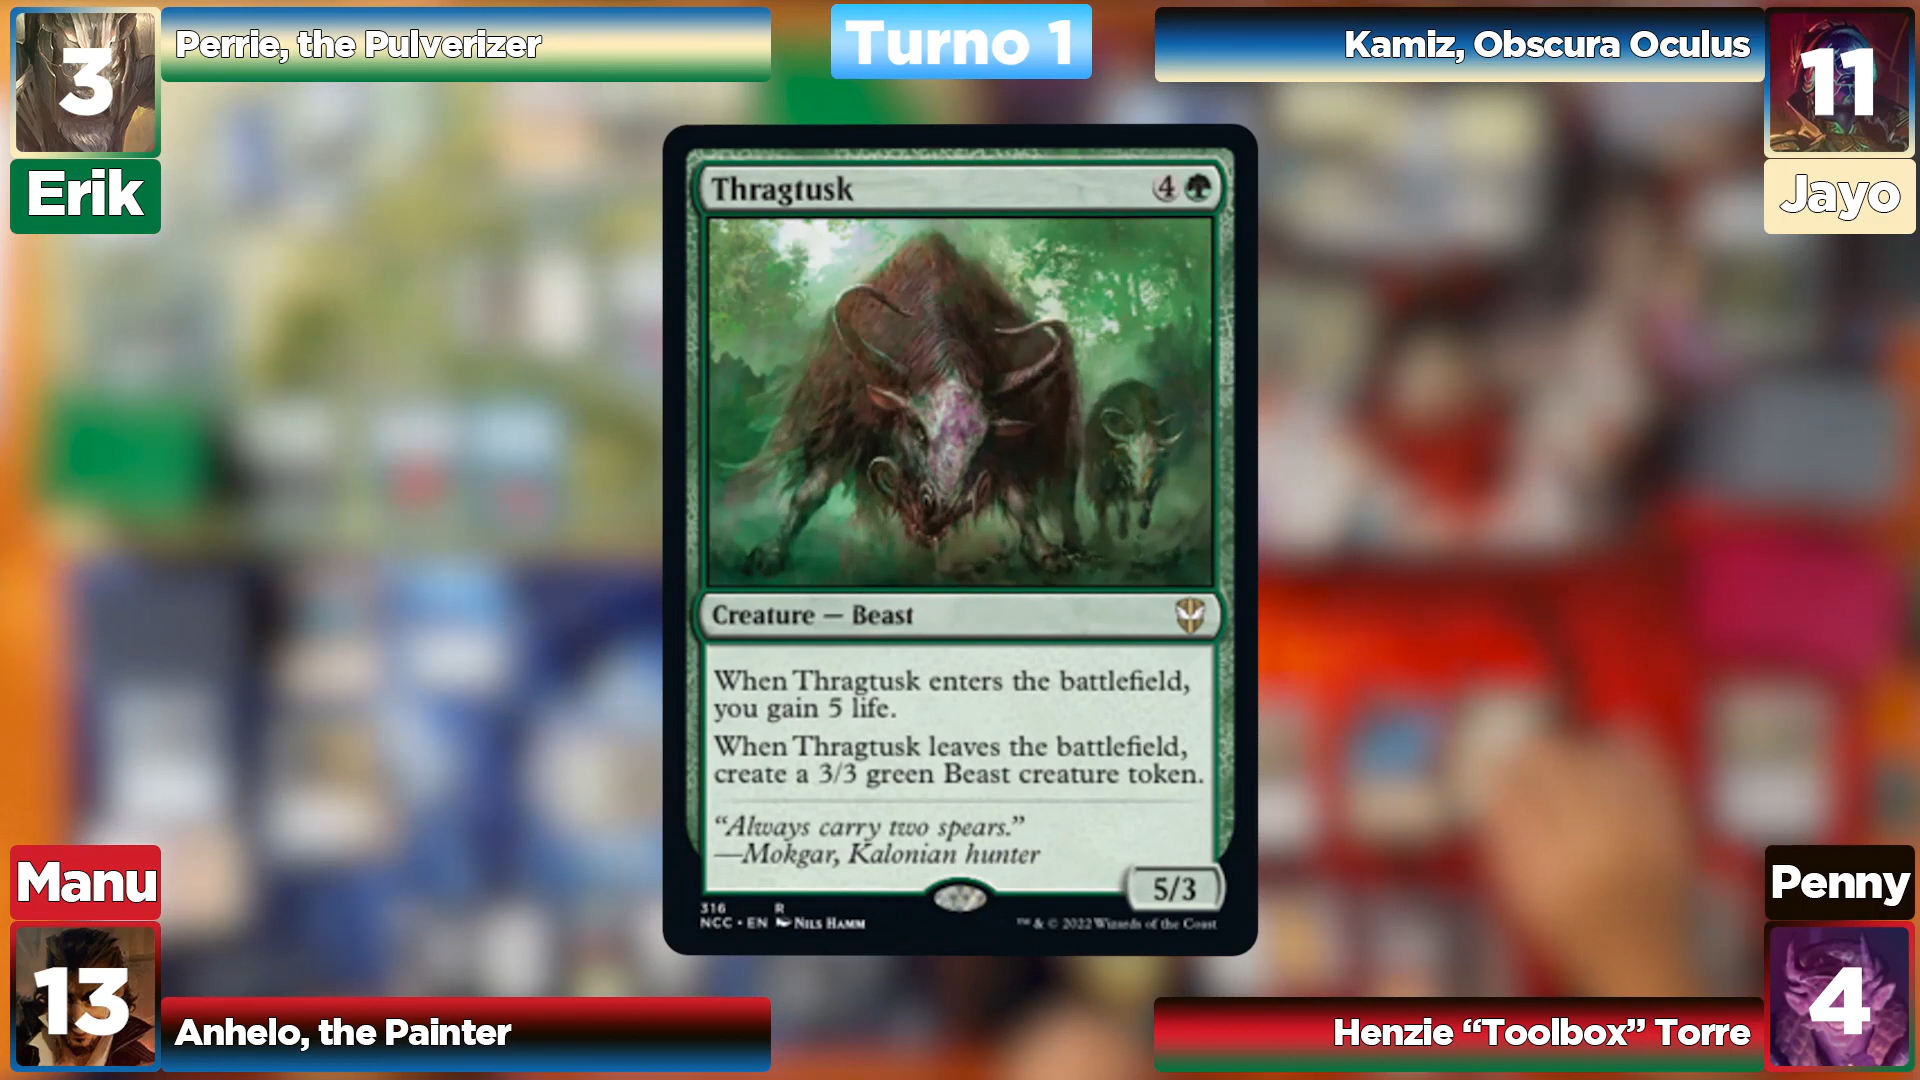 3
Perrie, the Pulverizer
Turno 1
Kamiz, Obscura Oculus
11
Erik
Jayo
Thragtusk
4
Creature — Beast
When Thragtusk enters the battlefield,
you gain 5 life.
When Thragtusk leaves the battlefield,
create a 3/3 green Beast creature token.
“Always carry two spears.”
—Mokgar, Kalonian hunter
5/3
316 R
NCC • EN Nils Hamm
™ & © 2022 Wizards of the Coast
Manu
13
Anhelo, the Painter
Penny
4
Henzie “Toolbox” Torre